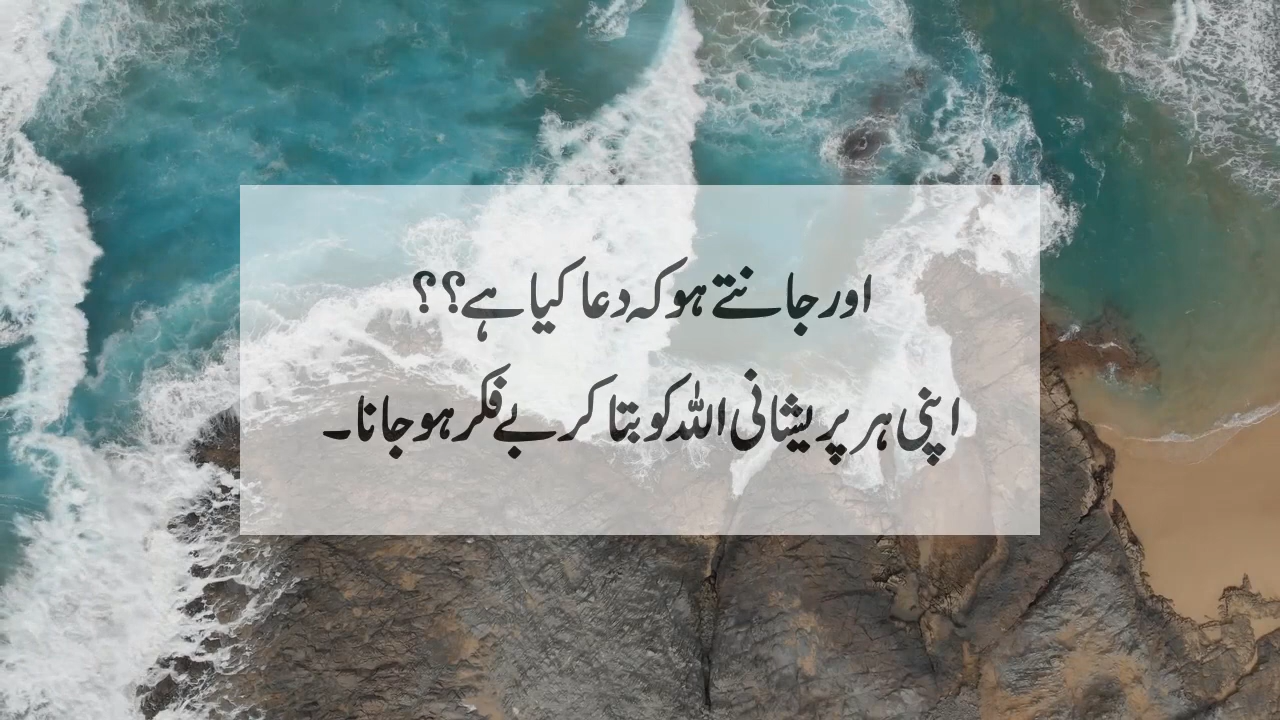 اور جانتے ہو کہ دعا کیا ہے؟؟
اپنی ہر پریشانی اللہ کو بتا کر بے فکر ہو جانا۔